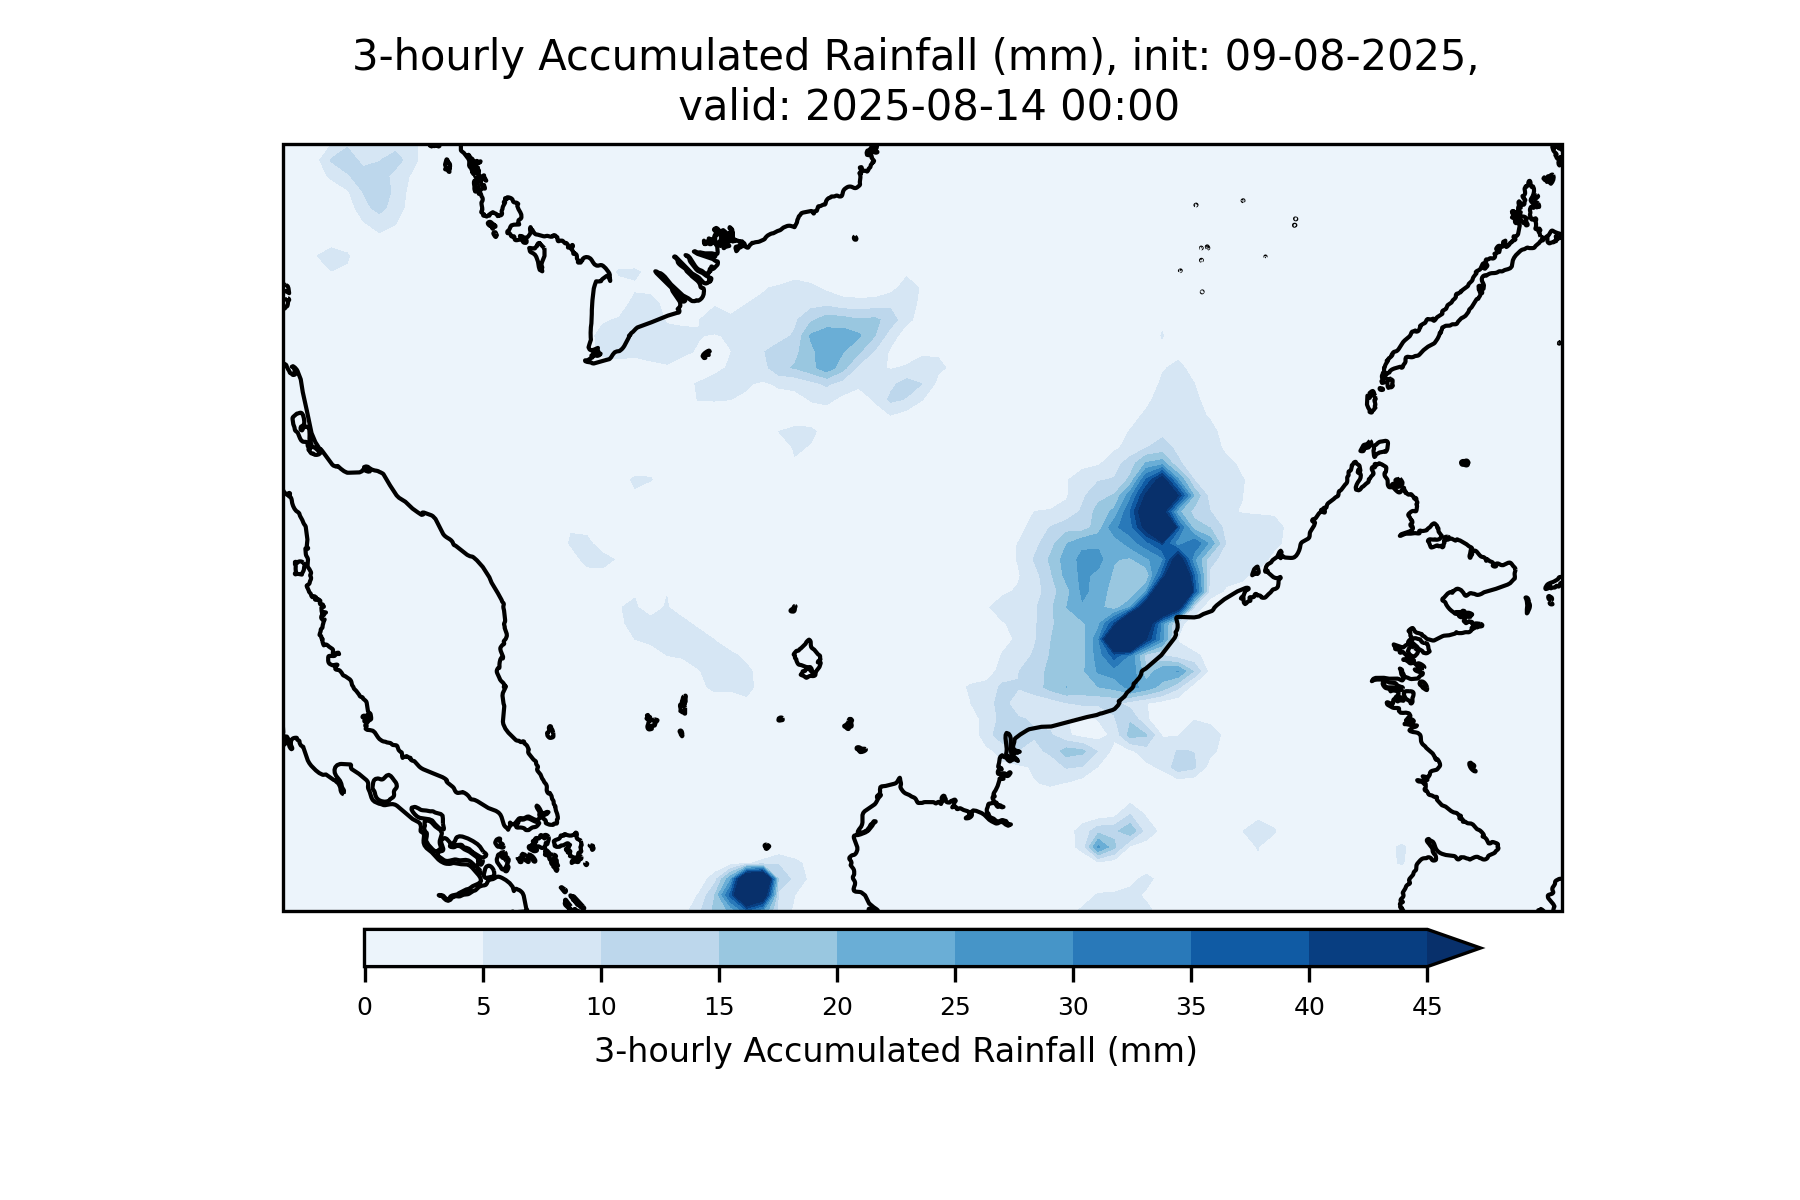 3-hourly Accumulated Rainfall (mm), init: 09-08-2025,
valid: 2025-08-14 00:00
0 5 10 15 20 25 30 35 40 45
3-hourly Accumulated Rainfall (mm)